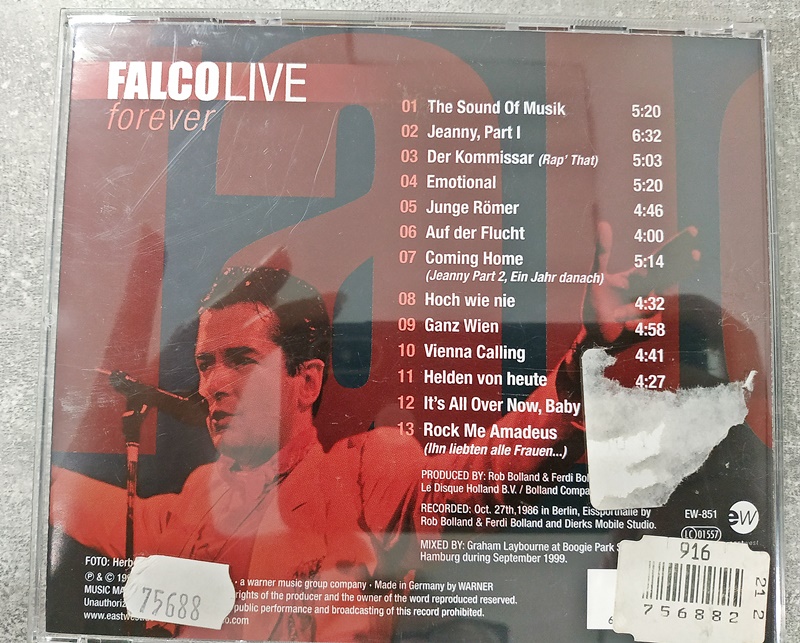 FALCO LIVE
forever
01 The Sound Of Musik 5:20
02 Jeanny, Part I 6:32
03 Der Kommissar (Rap' That) 5:03
04 Emotional 5:20
05 Junge Römer 4:46
06 Auf der Flucht 4:00
07 Coming Home 5:14
(Jeanny Part 2, Ein Jahr danach)
08 Hoch wie nie 4:32
09 Ganz Wien 4:58
10 Vienna Calling 4:41
11 Helden von heute 4:27
12 It's All Over Now, Baby
13 Rock Me Amadeus
(Ihn liebten alle Frauen...)
PRODUCED BY: Rob Bolland & Ferdi
Le Disque Holland B.V. / Bolland
RECORDED: Oct. 27th,1986 in Berlin, Eissporthalle by
Rob Bolland & Ferdi Bolland and Dierks Mobile Studio.
EW-851
ew
LC 01557
MIXED BY: Graham Laybourne at Boogie Park
Hamburg during September 1999.
FOTO:
℗ & © · a warner music group company · Made in Germany by WARNER
MUSIC rights of the producer and the owner of the work reproduced
public performance and broadcasting of this record prohibited.
75688
916
756882
21 2
6